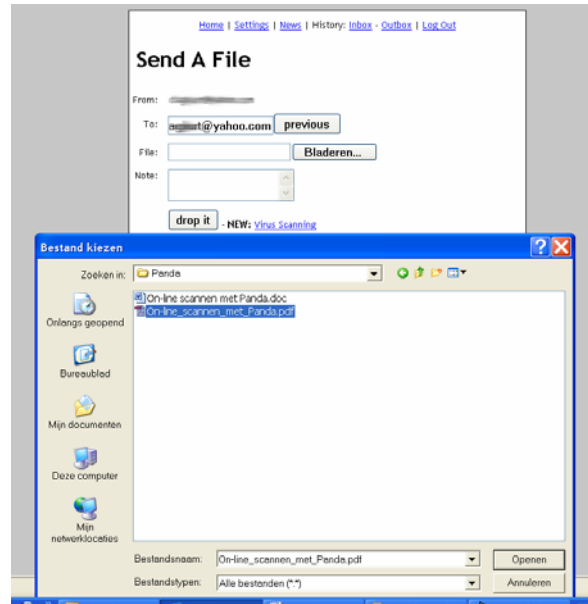 Home | Settings | News | History: Inbox - Outbox | Log Out
Send A File
From:
To: @yahoo.com previous
File: Bladeren...
Note:
drop it - NEW: Virus Scanning
Bestand kiezen
Zoeken in: Panda
On-line scannen met Panda.doc
On-line_scannen_met_Panda.pdf
Onlangs geopend
Bureaublad
Mijn documenten
Deze computer
Mijn
netwerklocaties
Bestandsnaam: On-line_scannen_met_Panda.pdf Openen
Bestandstypen: Alle bestanden (*.*) Annuleren